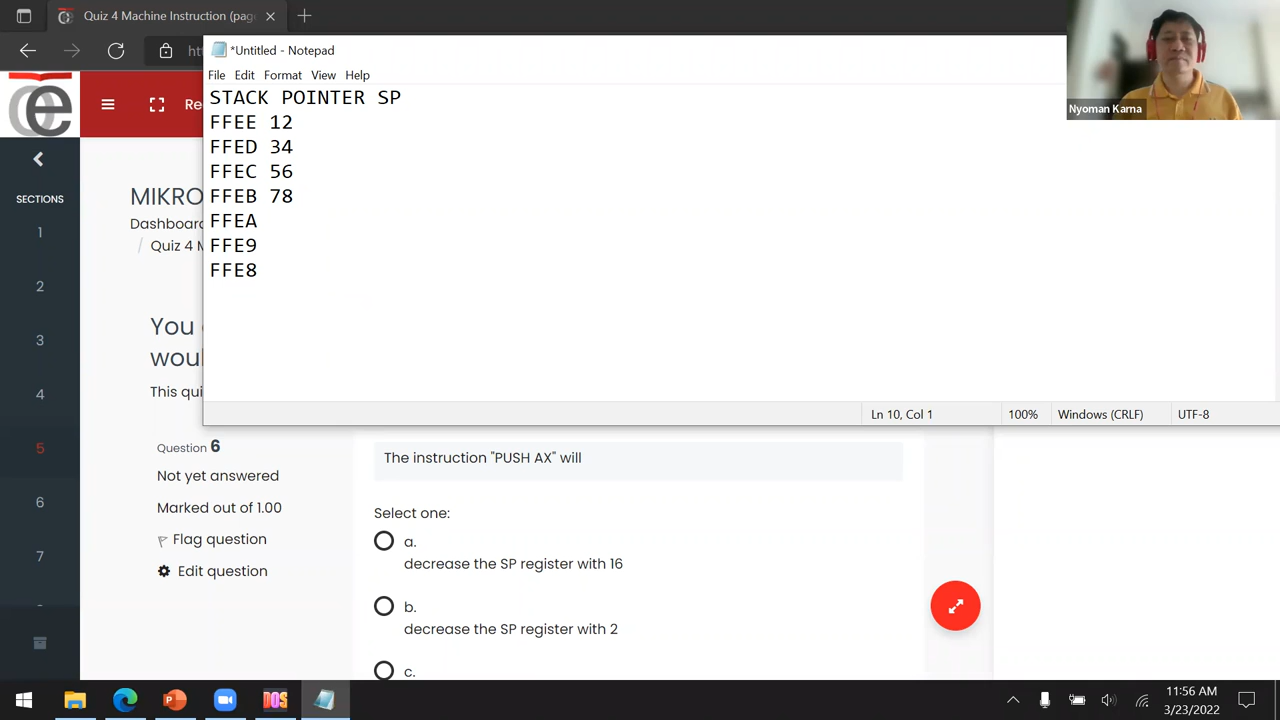 Quiz 4 Machine Instruction (pag
htt
*Untitled - Notepad
File Edit Format View Help
STACK POINTER SP
FFEE 12
FFED 34
FFEC 56
FFEB 78
FFEA
FFE9
FFE8
Ln 10, Col 1 100% Windows (CRLF) UTF-8
Nyoman Karna
e
Re
SECTIONS
1
2
3
4
5
6
7
MIKRO
Dashboard
/ Quiz 4 M
You
woul
This qui
Question 6
Not yet answered
Marked out of 1.00
Flag question
Edit question
The instruction "PUSH AX" will
Select one:
a.
decrease the SP register with 16
b.
decrease the SP register with 2
c.
DOS
11:56 AM
3/23/2022